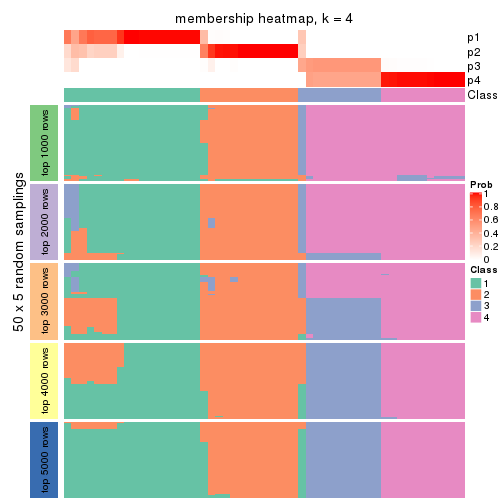 membership heatmap, k = 4
p1
p2
p3
p4
Class
50 x 5 random samplings
top 1000 rows
top 2000 rows
top 3000 rows
top 4000 rows
top 5000 rows
Prob
1
0.8
0.6
0.4
0.2
0
Class
1
2
3
4